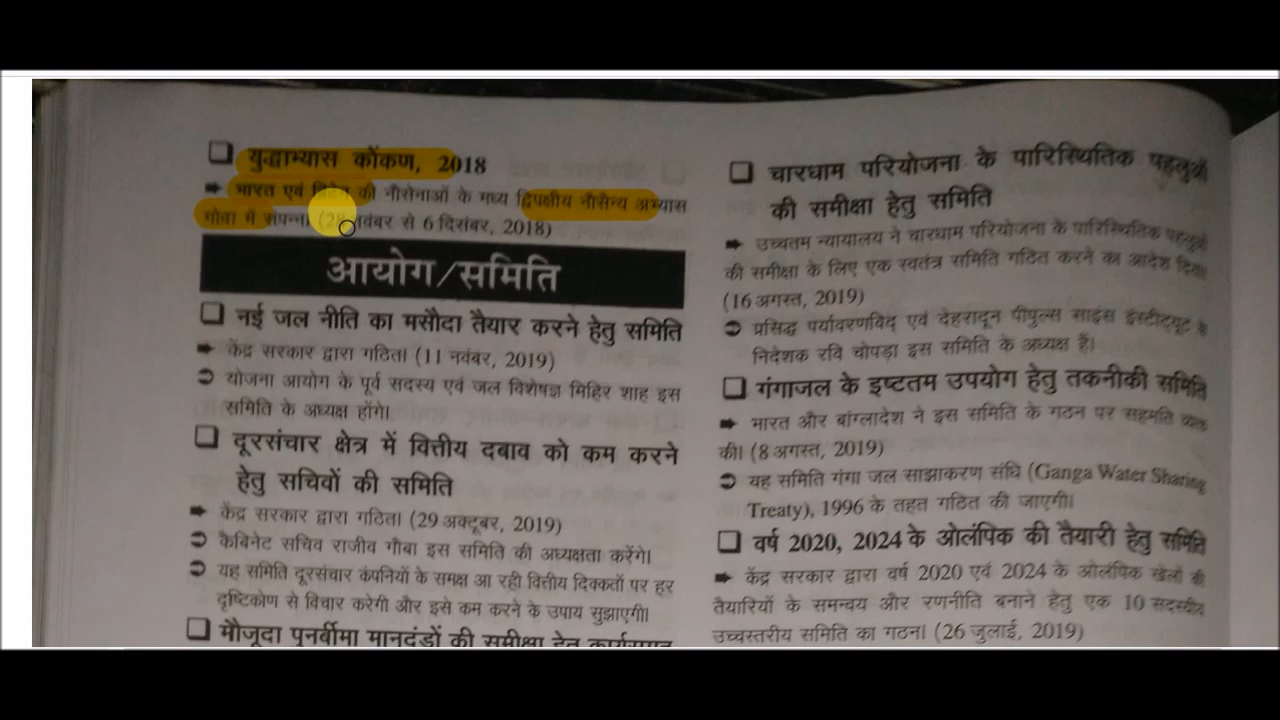 ❑ युद्धाभ्यास कोंकण, 2018
➡ भारत एवं ब्रिटेन की नौसेनाओं के मध्य द्विपक्षीय नौसैन्य अभ्यास
गोवा में संपन्न। (28 नवंबर से 6 दिसंबर, 2018)
आयोग/समिति
❑ नई जल नीति का मसौदा तैयार करने हेतु समिति
➡ केंद्र सरकार द्वारा गठित। (11 नवंबर, 2019)
➲ योजना आयोग के पूर्व सदस्य एवं जल विशेषज्ञ मिहिर शाह इस
समिति के अध्यक्ष होंगे।
❑ दूरसंचार क्षेत्र में वित्तीय दबाव को कम करने
हेतु सचिवों की समिति
➡ केंद्र सरकार द्वारा गठित। (29 अक्टूबर, 2019)
➲ कैबिनेट सचिव राजीव गौबा इस समिति की अध्यक्षता करेंगे।
➲ यह समिति दूरसंचार कंपनियों के समक्ष आ रही वित्तीय दिक्कतों पर हर
दृष्टिकोण से विचार करेगी और इसे कम करने के उपाय सुझाएगी।
❑ मौजूदा पुनर्बीमा मानदंडों की समीक्षा हेतु
❑ चारधाम परियोजना के पारिस्थितिक पहलुओं
की समीक्षा हेतु समिति
➡ उच्चतम न्यायालय ने चारधाम परियोजना के पारिस्थितिक पहलुओं
की समीक्षा के लिए एक स्वतंत्र समिति गठित करने का आदेश दिया।
(16 अगस्त, 2019)
➲ प्रसिद्ध पर्यावरणविद् एवं देहरादून पीपुल्स साइंस इंस्टीट्यूट के
निदेशक रवि चोपड़ा इस समिति के अध्यक्ष हैं।
❑ गंगाजल के इष्टतम उपयोग हेतु तकनीकी समिति
➡ भारत और बांग्लादेश ने इस समिति के गठन पर सहमति व्यक्त
की। (8 अगस्त, 2019)
➲ यह समिति गंगा जल साझाकरण संधि (Ganga Water Sharing
Treaty), 1996 के तहत गठित की जाएगी।
❑ वर्ष 2020, 2024 के ओलंपिक की तैयारी हेतु समिति
➡ केंद्र सरकार द्वारा वर्ष 2020 एवं 2024 के ओलंपिक खेलों की
तैयारियों के समन्वय और रणनीति बनाने हेतु एक 10 सदस्यीय
उच्चस्तरीय समिति का गठन। (26 जुलाई, 2019)